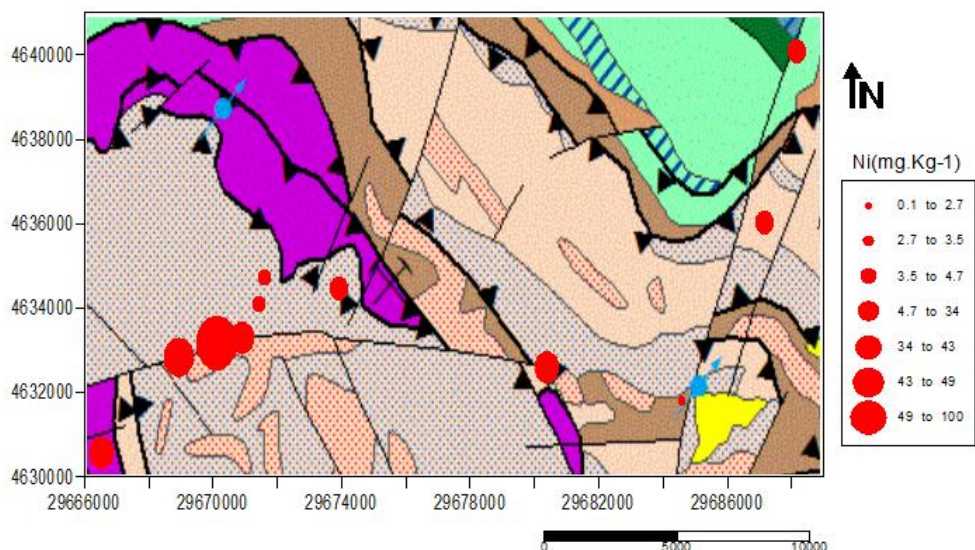 4640000
4638000
4636000
4634000
4632000
4630000
29666000 29670000 29674000 29678000 29682000 29686000
N
Ni(mg.Kg-1)
0.1 to 2.7
2.7 to 3.5
3.5 to 4.7
4.7 to 34
34 to 43
43 to 49
49 to 100
0 5000 10000